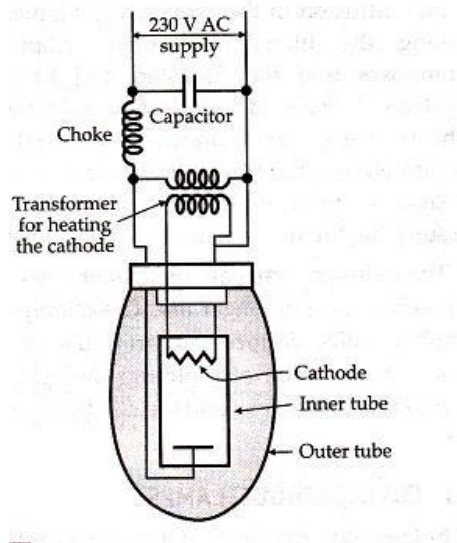 230 V AC
supply
Capacitor
Choke
Transformer
for heating
the cathode
Cathode
Inner tube
Outer tube